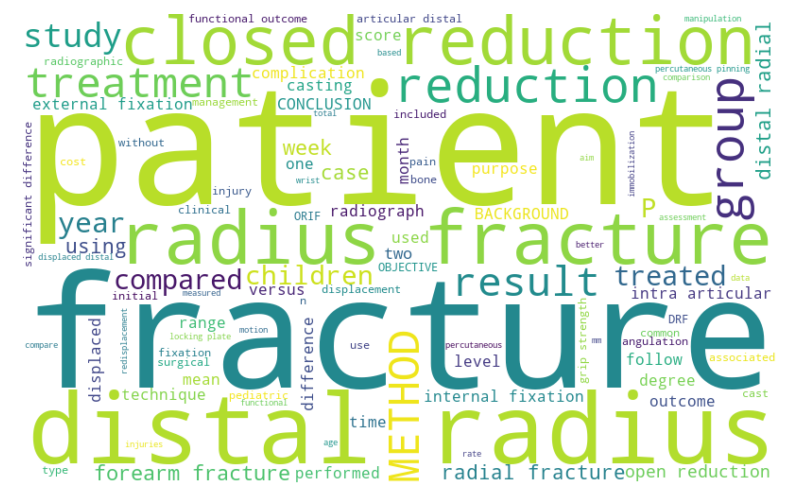 functional outcome
articular distal
manipulation
study
closed reduction
score
based
radiographic
percutaneous pinning
comparison
treatment
complication
casting
reduction
external fixation
management
CONCLUSION
included
total
patient
group
distal radial
significant difference
without
week
one
case
month
pain
bone
purpose
aim
immobilization
cost
wrist
injury
clinical
ORIF
radiograph
BACKGROUND
P
assessment
year
using
radius fracture
used
two
better
displaced distal
OBJECTIVE
compared
children
result
treated
initial
measured
versus
displacement
n
intra articular
data
fracture
compare
redisplacement
range
motion
locking plate
fixation
use
surgical
difference
percutaneous
level
mm
grip strength
DRF
angulation
follow
associated
displaced
mean
technique
pediatric
functional
METHOD
internal fixation
degree
cast
outcome
distal radius
time
injuries
age
rate
type
forearm fracture
performed
radial fracture
open reduction